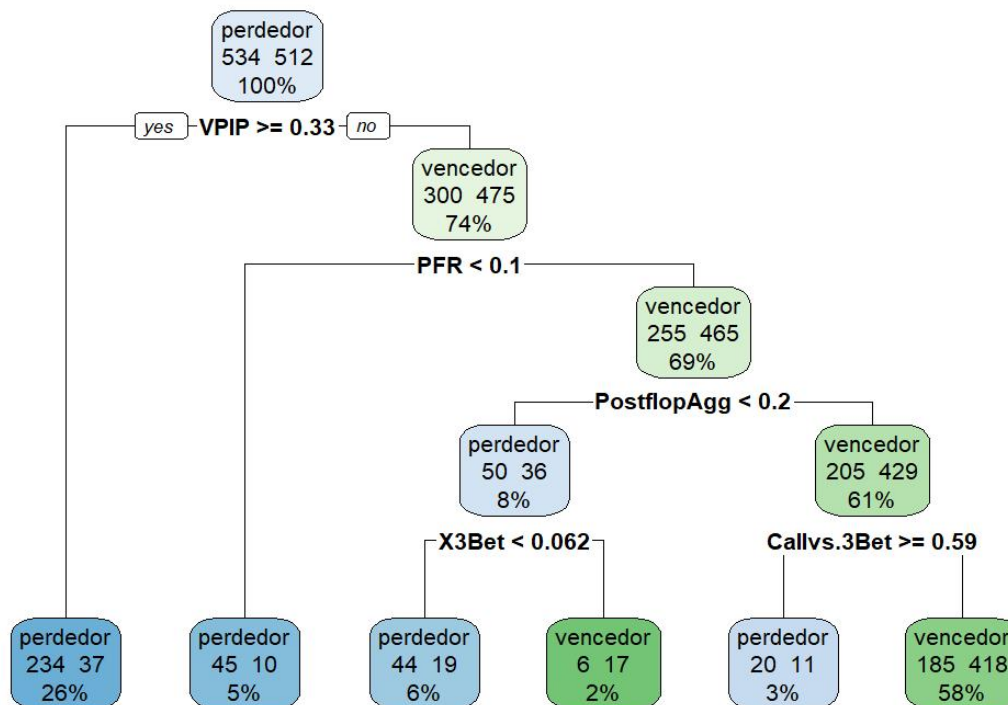 perdedor
534 512
100%
yes VPIP >= 0.33 no
vencedor
300 475
74%
PFR < 0.1
vencedor
255 465
69%
PostflopAgg < 0.2
perdedor
50 36
8%
vencedor
205 429
61%
X3Bet < 0.062
Callvs.3Bet >= 0.59
perdedor
234 37
26%
perdedor
45 10
5%
perdedor
44 19
6%
vencedor
6 17
2%
perdedor
20 11
3%
vencedor
185 418
58%